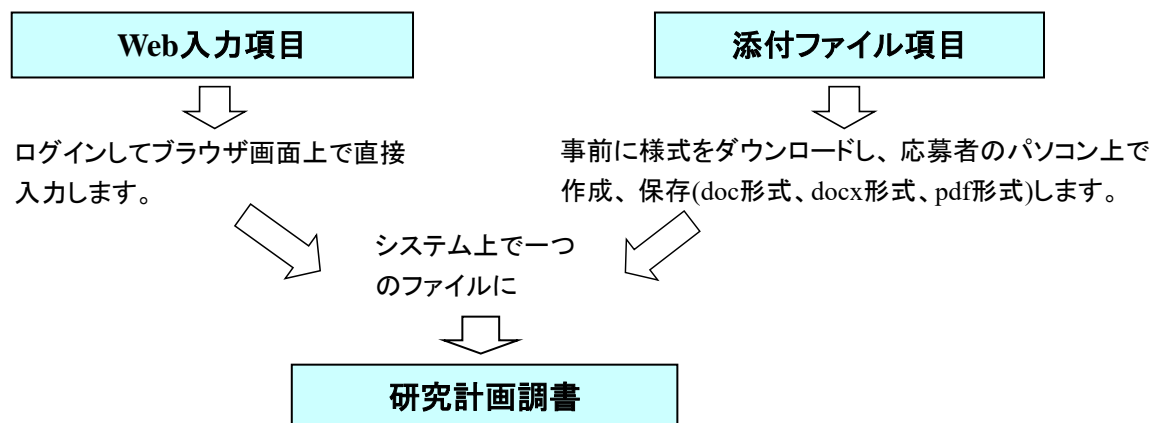 Web入力項目
添付ファイル項目
ログインしてブラウザ画面上で直接
入力します。
事前に様式をダウンロードし、応募者のパソコン上で
作成、保存(doc形式、docx形式、pdf形式)します。
システム上で一つ
のファイルに
研究計画調書